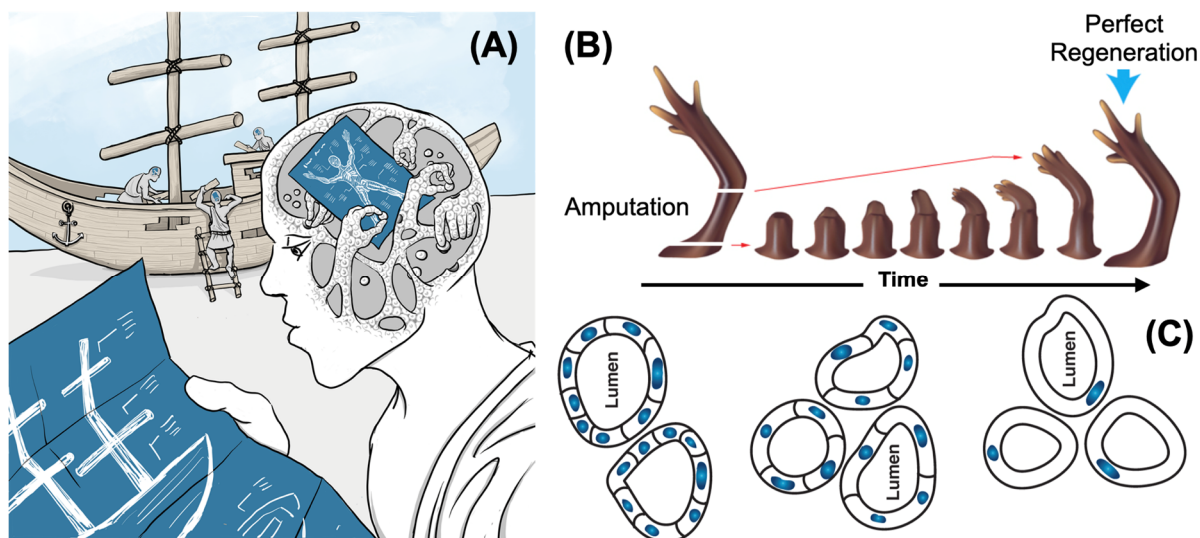 (A)
(B)
Perfect
Regeneration
Amputation
Time
(C)
Lumen
Lumen
Lumen